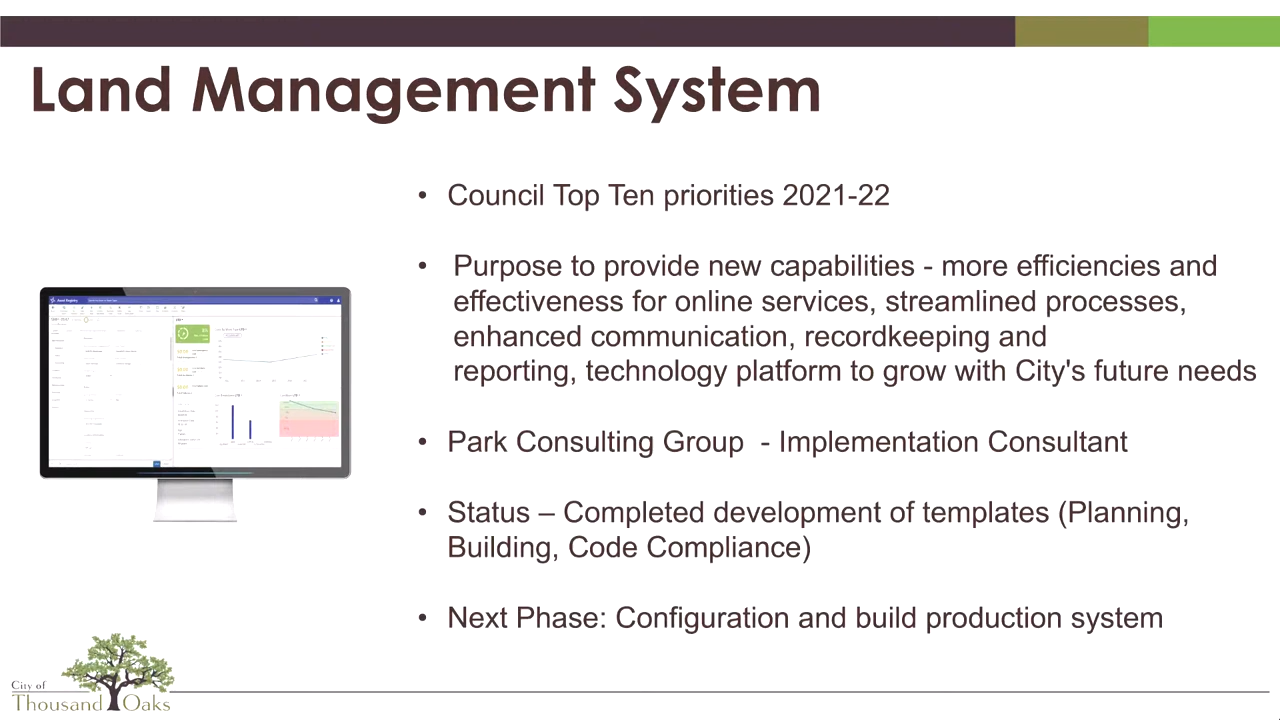 Land Management System
• Council Top Ten priorities 2021-22
• Purpose to provide new capabilities - more efficiencies and
effectiveness for online services, streamlined processes,
enhanced communication, recordkeeping and
reporting, technology platform to grow with City's future needs
• Park Consulting Group - Implementation Consultant
• Status – Completed development of templates (Planning,
Building, Code Compliance)
• Next Phase: Configuration and build production system
Asset Registry
City of
Thousand Oaks